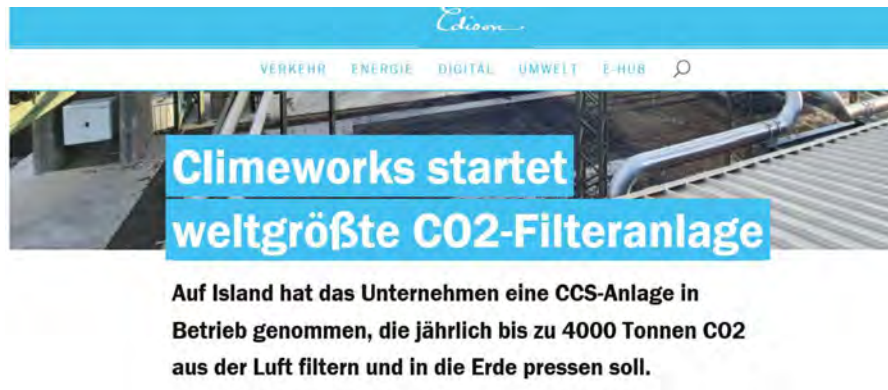 Edison
VERKEHR ENERGIE DIGITAL UMWELT E-HUB
Climeworks startet
weltgrößte CO2-Filteranlage
Auf Island hat das Unternehmen eine CCS-Anlage in
Betrieb genommen, die jährlich bis zu 4000 Tonnen CO2
aus der Luft filtern und in die Erde pressen soll.